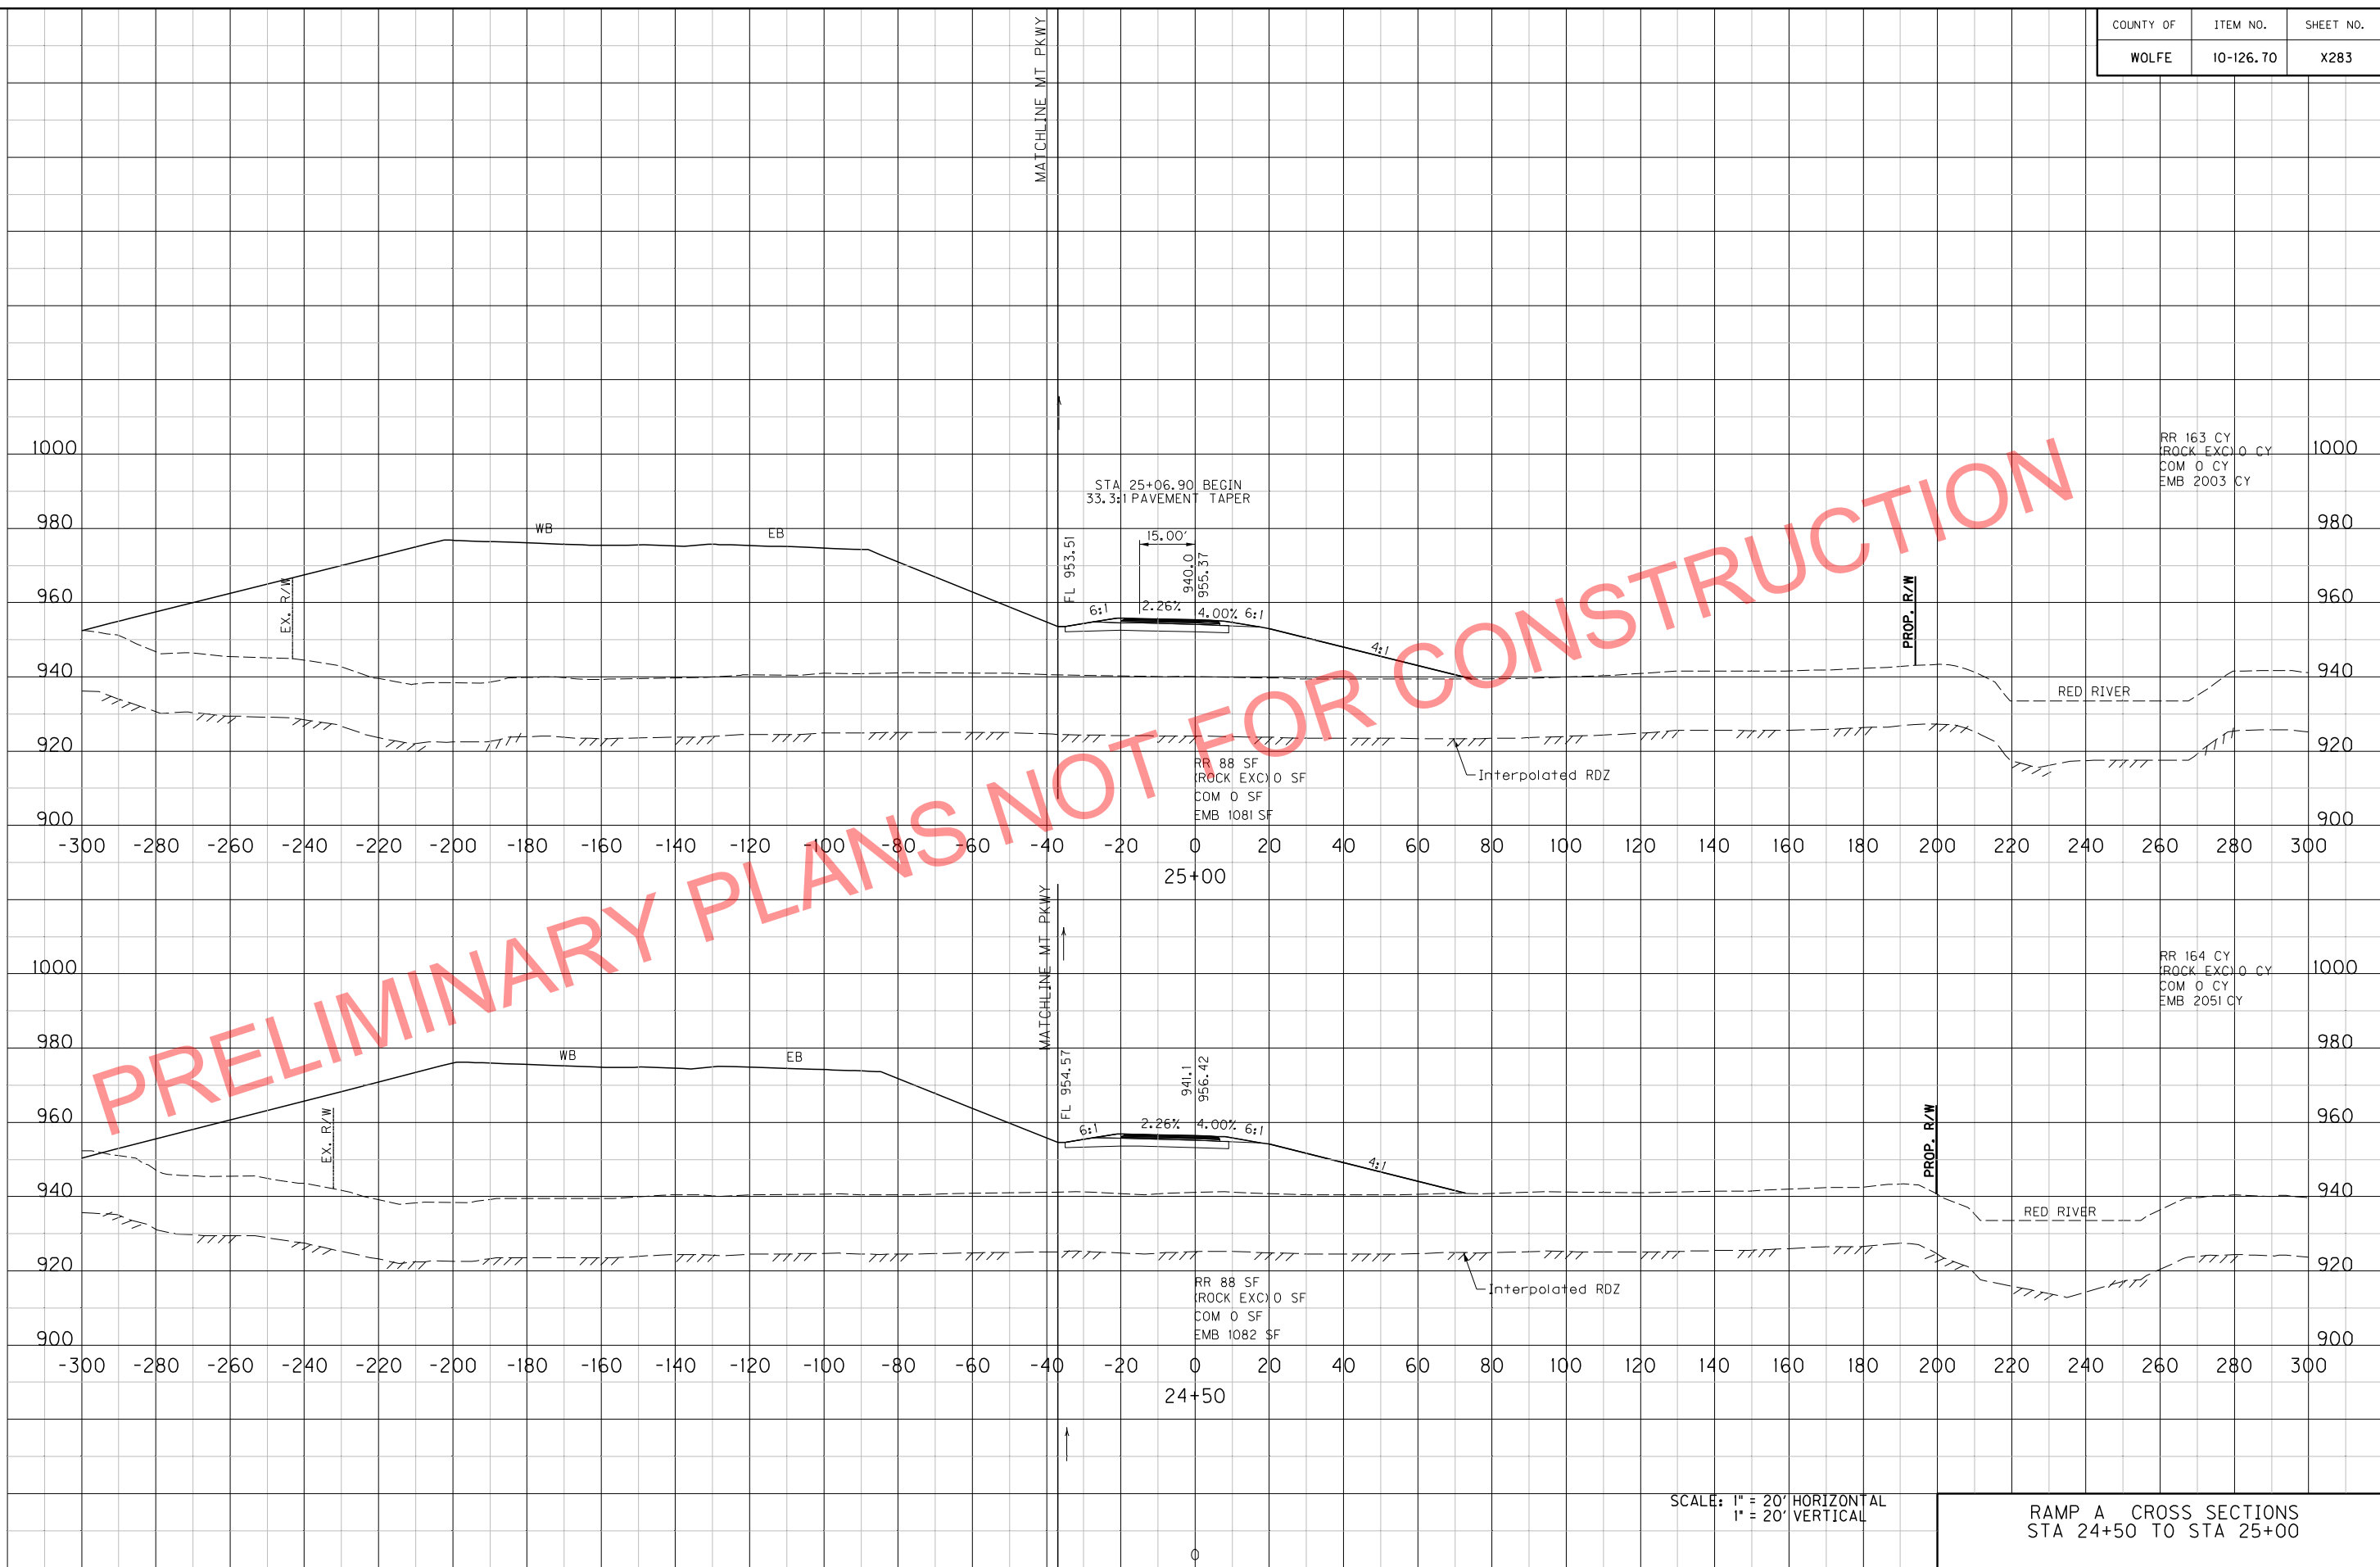 COUNTY OF ITEM NO. SHEET NO.
WOLFE 10-126.70 X283
MATCHLINE MT PKWY
1000 1000
RR 163 CY
(ROCK EXC) 0 CY
COM 0 CY
EMB 2003 CY
STA 25+06.90 BEGIN
33.3:1 PAVEMENT TAPER
980 WB EB 980
15.00'
FL 953.51
940.0
955.37
960 960
EX. R/W
6:1 2.26% 4.00% 6:1
4:1
PROP. R/W
940 940
RED RIVER
920 920
RR 88 SF
(ROCK EXC) 0 SF
COM 0 SF
EMB 1081 SF
Interpolated RDZ
900 900
-300 -280 -260 -240 -220 -200 -180 -160 -140 -120 -100 -80 -60 -40 -20 0 20 40 60 80 100 120 140 160 180 200 220 240 260 280 300
25+00
PRELIMINARY PLANS NOT FOR CONSTRUCTION
MATCHLINE MT PKWY
1000 1000
RR 164 CY
(ROCK EXC) 0 CY
COM 0 CY
EMB 2051 CY
980 980
WB EB
FL 954.57
941.1
956.42
960 960
EX. R/W
6:1 2.26% 4.00% 6:1
4:1
PROP. R/W
940 940
RED RIVER
920 920
RR 88 SF
(ROCK EXC) 0 SF
COM 0 SF
EMB 1082 SF
Interpolated RDZ
900 900
-300 -280 -260 -240 -220 -200 -180 -160 -140 -120 -100 -80 -60 -40 -20 0 20 40 60 80 100 120 140 160 180 200 220 240 260 280 300
24+50
SCALE: 1" = 20' HORIZONTAL
1" = 20' VERTICAL
RAMP A CROSS SECTIONS
STA 24+50 TO STA 25+00
0